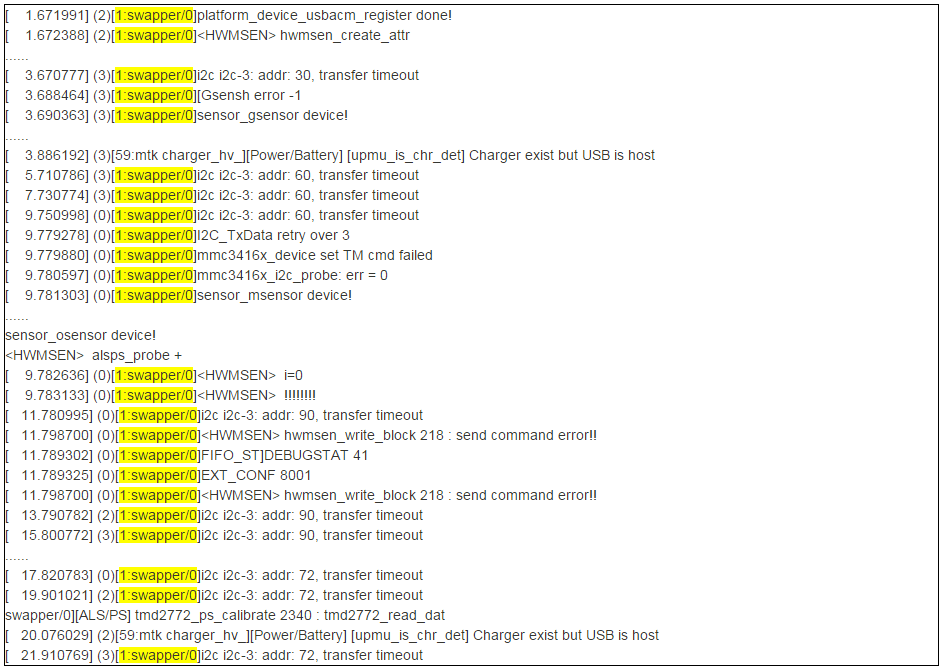 [    1.671991] (2)[1:swapper/0]platform_device_usbacm_register done!
[    1.672388] (2)[1:swapper/0]<HWMSEN> hwmsen_create_attr
......
[    3.670777] (3)[1:swapper/0]i2c i2c-3: addr: 30, transfer timeout
[    3.688464] (3)[1:swapper/0][Gsensh error -1
[    3.690363] (3)[1:swapper/0]sensor_gsensor device!
......
[    3.886192] (3)[59:mtk charger_hv_][Power/Battery] [upmu_is_chr_det] Charger exist but USB is host
[    5.710786] (3)[1:swapper/0]i2c i2c-3: addr: 60, transfer timeout
[    7.730774] (3)[1:swapper/0]i2c i2c-3: addr: 60, transfer timeout
[    9.750998] (0)[1:swapper/0]i2c i2c-3: addr: 60, transfer timeout
[    9.779278] (0)[1:swapper/0]I2C_TxData retry over 3
[    9.779880] (0)[1:swapper/0]mmc3416x_device set TM cmd failed
[    9.780597] (0)[1:swapper/0]mmc3416x_i2c_probe: err = 0
[    9.781303] (0)[1:swapper/0]sensor_msensor device!
......
sensor_osensor device!
<HWMSEN>  alsps_probe +
[    9.782636] (0)[1:swapper/0]<HWMSEN>  i=0
[    9.783133] (0)[1:swapper/0]<HWMSEN>  !!!!!!!!
[   11.780995] (0)[1:swapper/0]i2c i2c-3: addr: 90, transfer timeout
[   11.798700] (0)[1:swapper/0]<HWMSEN> hwmsen_write_block 218 : send command error!!
[   11.789302] (0)[1:swapper/0]FIFO_ST]DEBUGSTAT 41
[   11.789325] (0)[1:swapper/0]EXT_CONF 8001
[   11.798700] (0)[1:swapper/0]<HWMSEN> hwmsen_write_block 218 : send command error!!
[   13.790782] (2)[1:swapper/0]i2c i2c-3: addr: 90, transfer timeout
[   15.800772] (3)[1:swapper/0]i2c i2c-3: addr: 90, transfer timeout
......
[   17.820783] (0)[1:swapper/0]i2c i2c-3: addr: 72, transfer timeout
[   19.901021] (2)[1:swapper/0]i2c i2c-3: addr: 72, transfer timeout
swapper/0][ALS/PS] tmd2772_ps_calibrate 2340 : tmd2772_read_dat
[   20.076029] (2)[59:mtk charger_hv_][Power/Battery] [upmu_is_chr_det] Charger exist but USB is host
[   21.910769] (3)[1:swapper/0]i2c i2c-3: addr: 72, transfer timeout